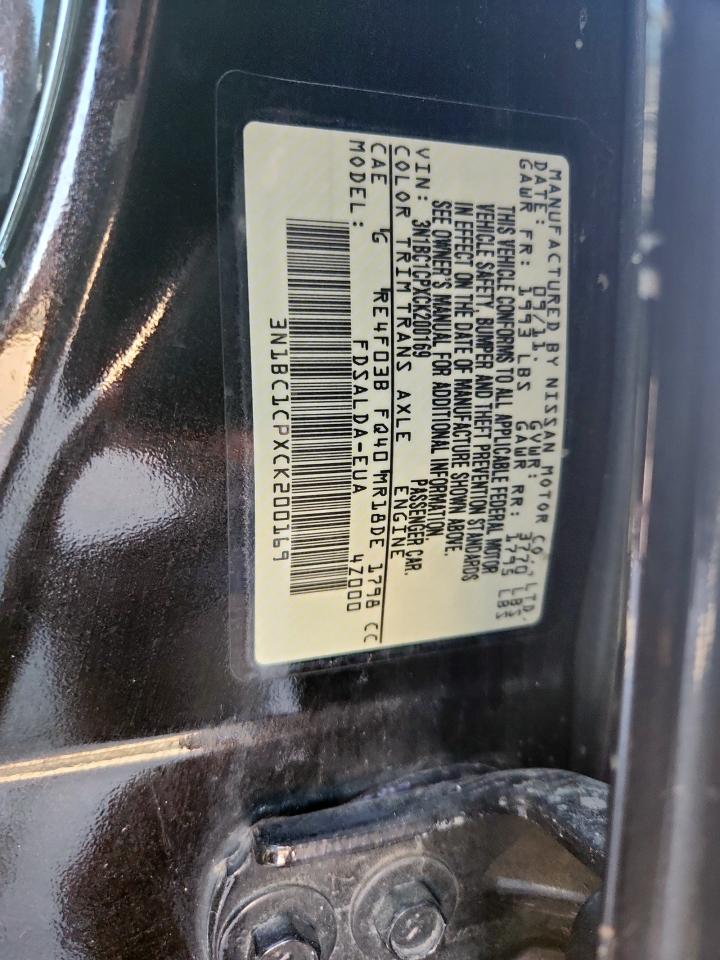 MANUFACTURED BY NISSAN MOTOR CO., LTD.
DATE: 09/11. GVWR: 3770 LBS
GAWR FR: 1993 LBS GAWR RR: 1795 LBS
THIS VEHICLE CONFORMS TO ALL APPLICABLE FEDERAL MOTOR
VEHICLE SAFETY, BUMPER AND THEFT PREVENTION STANDARDS
IN EFFECT ON THE DATE OF MANUFACTURE SHOWN ABOVE.
SEE OWNER'S MANUAL FOR ADDITIONAL INFORMATION.
VIN: 3N1BC1CPXCK200169 PASSENGER CAR.
COLOR TRIM TRANS AXLE ENGINE
CAE G RE4F03B FQ40 MR18DE 1798 CC
MODEL: FDSALDA-EUA 4Z000
3N1BC1CPXCK200169